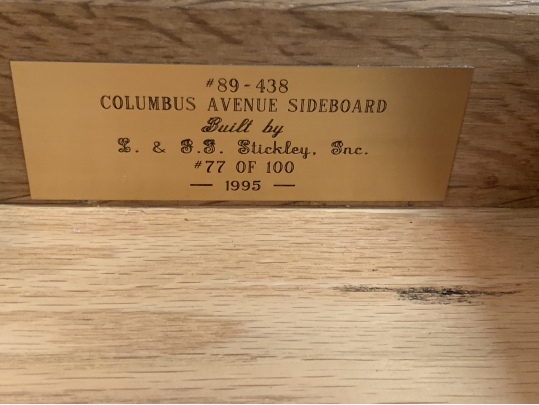 #89-438
COLUMBUS AVENUE SIDEBOARD
Built by
L. & J.G. Stickley, Inc.
#77 OF 100
— 1995 —